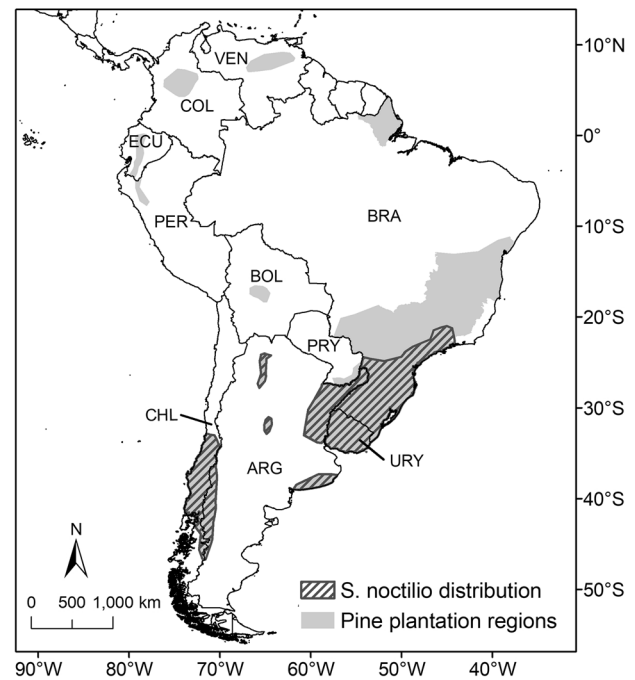 VEN
COL
ECU
PER
BRA
BOL
PRY
CHL
ARG
URY
10°N
0°
10°S
20°S
30°S
40°S
50°S
N
0 500 1,000 km
S. noctilio distribution
Pine plantation regions
90°W 80°W 70°W 60°W 50°W 40°W